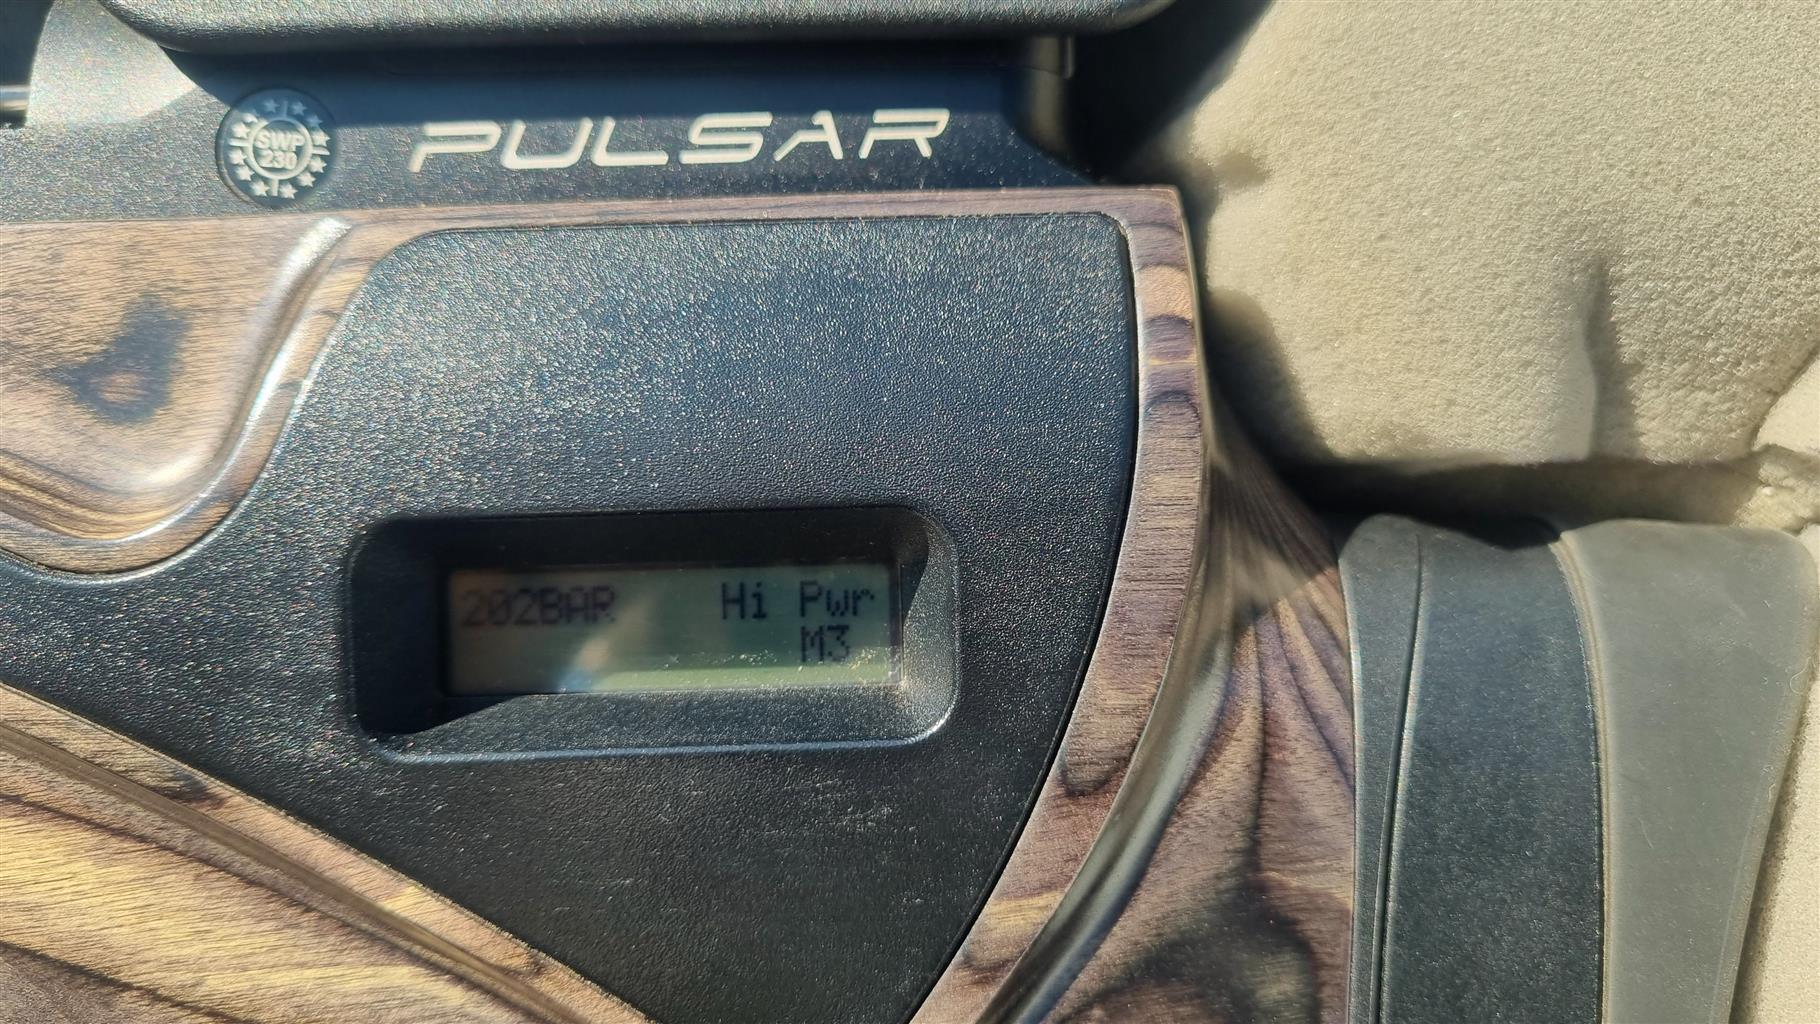 SWP
230
PULSAR
202BAR Hi Pwr
M3